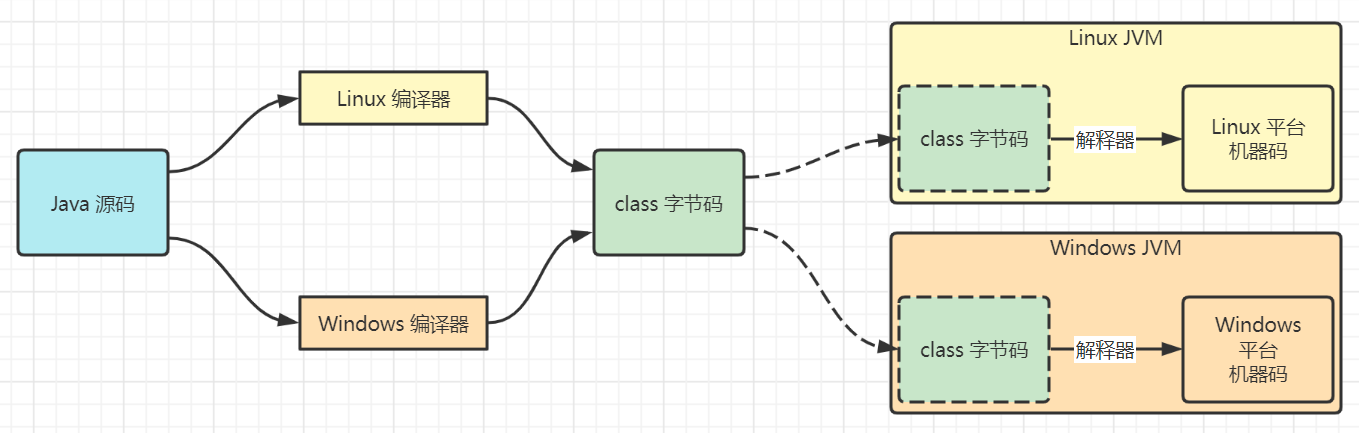 Java 源码
Linux 编译器
Windows 编译器
class 字节码
Linux JVM
class 字节码
解释器
Linux 平台
机器码
Windows JVM
class 字节码
解释器
Windows
平台
机器码